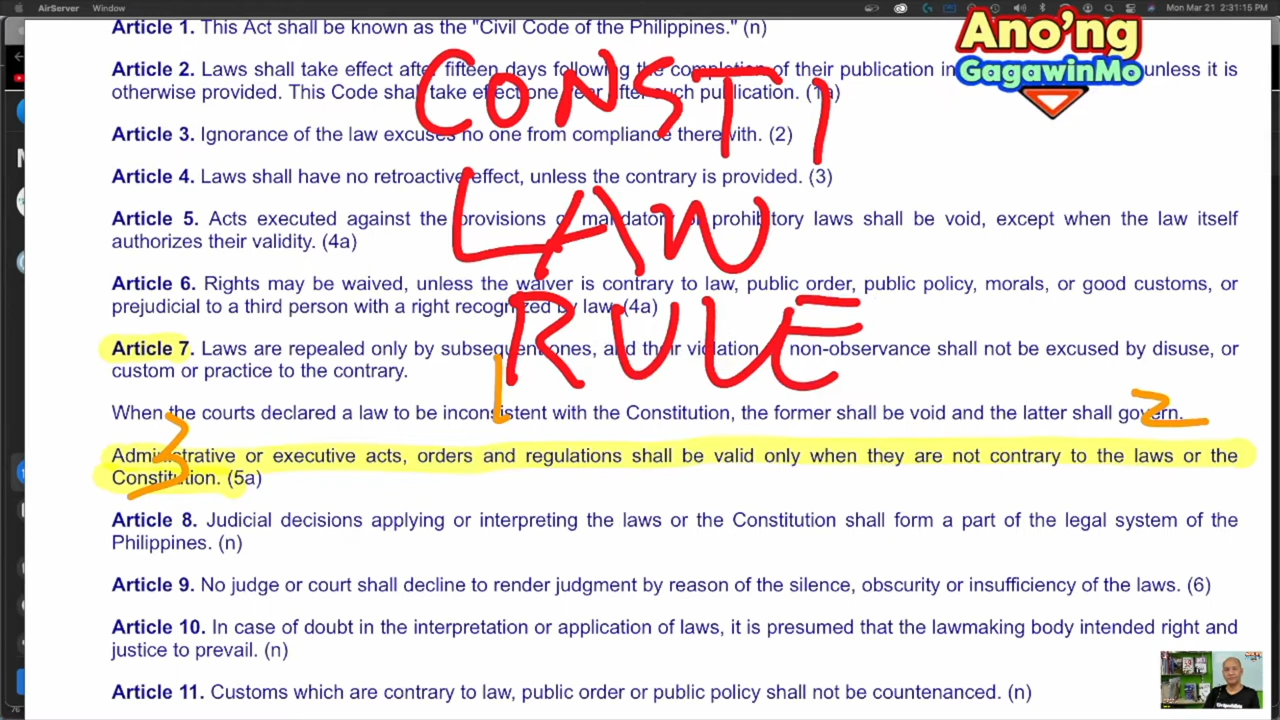 AirServer Window Mon Mar 21 2:31:15 PM
Ano'ng
GagawinMo
Article 1. This Act shall be known as the "Civil Code of the Philippines." (n)
Article 2. Laws shall take effect after fifteen days following the completion of their publication in unless it is
otherwise provided. This Code shall take effect one year after such publication. (1a)
Article 3. Ignorance of the law excuses no one from compliance therewith. (2)
Article 4. Laws shall have no retroactive effect, unless the contrary is provided. (3)
Article 5. Acts executed against the provisions of mandatory or prohibitory laws shall be void, except when the law itself
authorizes their validity. (4a)
Article 6. Rights may be waived, unless the waiver is contrary to law, public order, public policy, morals, or good customs, or
prejudicial to a third person with a right recognized by law. (4a)
Article 7. Laws are repealed only by subsequent ones, and their violation non-observance shall not be excused by disuse, or
custom or practice to the contrary.
When the courts declared a law to be inconsistent with the Constitution, the former shall be void and the latter shall govern.
Administrative or executive acts, orders and regulations shall be valid only when they are not contrary to the laws or the
Constitution. (5a)
Article 8. Judicial decisions applying or interpreting the laws or the Constitution shall form a part of the legal system of the
Philippines. (n)
Article 9. No judge or court shall decline to render judgment by reason of the silence, obscurity or insufficiency of the laws. (6)
Article 10. In case of doubt in the interpretation or application of laws, it is presumed that the lawmaking body intended right and
justice to prevail. (n)
Article 11. Customs which are contrary to law, public order or public policy shall not be countenanced. (n)
CONSTI
LAW
RULE
1
2
3